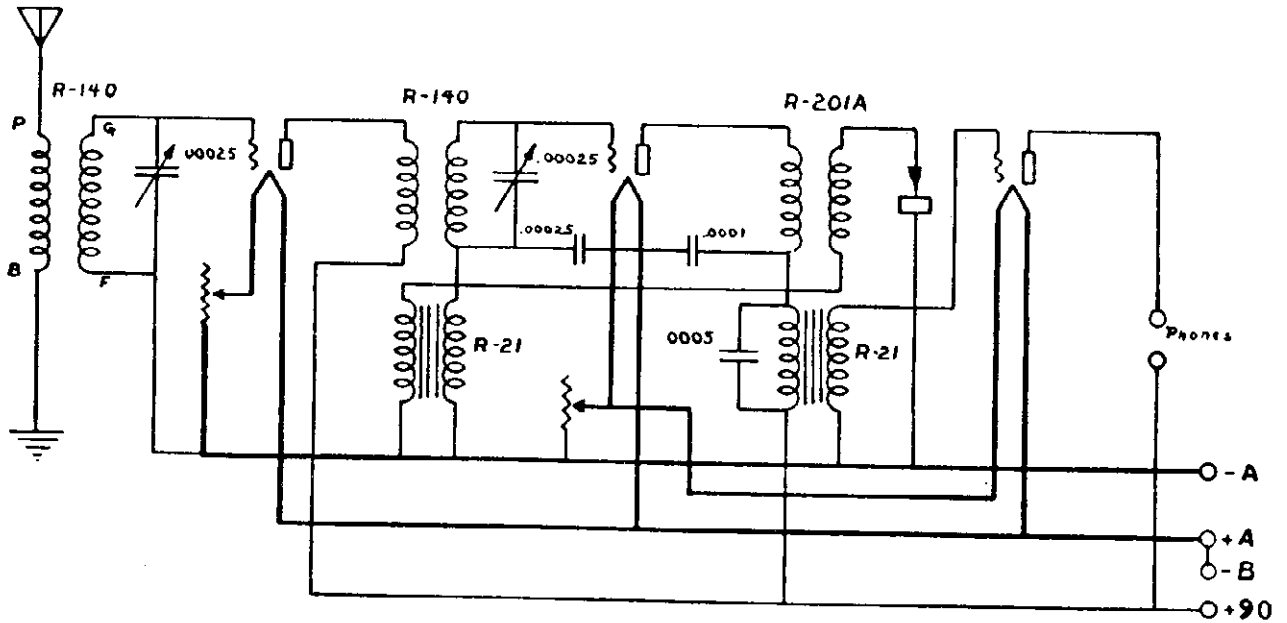 R-140
P
G
.00025
B
F
R-140
.00025
.00025
.0001
R-201A
R-21
0005
R-21
Phones
-A
+A
-B
+90